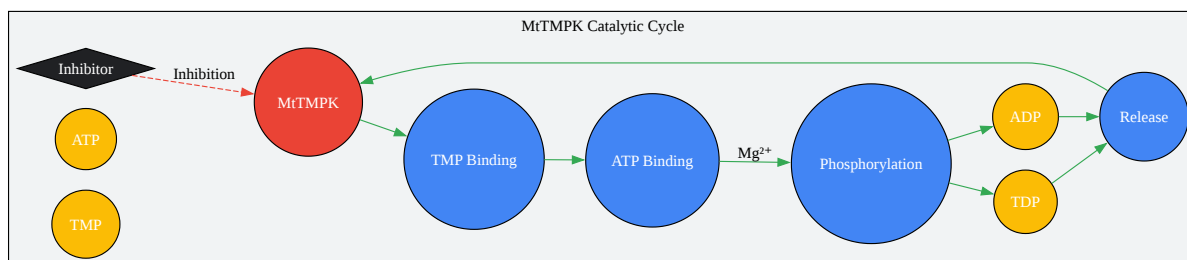 MtTMPK Catalytic Cycle
Inhibitor
Inhibition
MtTMPK
ATP
TMP
TMP Binding
ATP Binding
Mg²⁺
Phosphorylation
ADP
TDP
Release